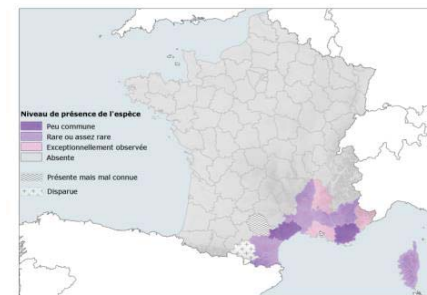 Niveau de présence de l'espèce
Peu commune
Rare ou assez rare
Exceptionnellement observée
Absente
Présente mais mal connue
Disparue